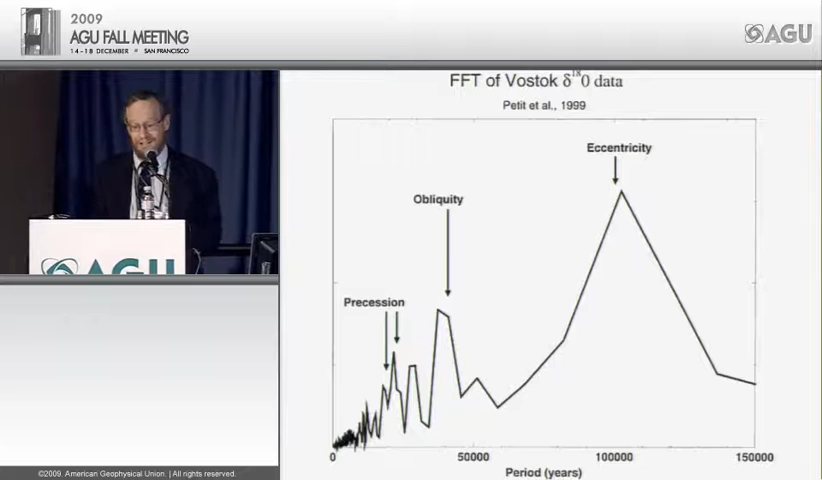 2009
AGU FALL MEETING
14-18 DECEMBER • SAN FRANCISCO
AGU
FFT of Vostok δ¹⁸0 data
Petit et al., 1999
Eccentricity
Obliquity
Precession
AGU
0 50000 100000 150000
Period (years)
©2009. American Geophysical Union. | All rights reserved.